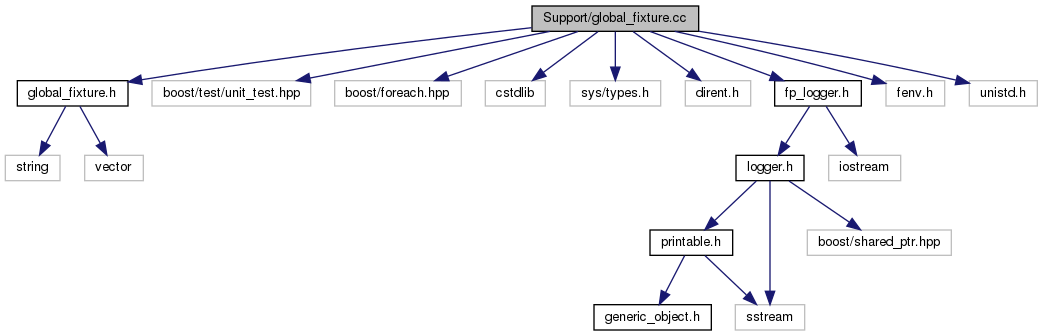 Support/global_fixture.cc
global_fixture.h
boost/test/unit_test.hpp
boost/foreach.hpp
cstdlib
sys/types.h
dirent.h
fp_logger.h
fenv.h
unistd.h
string
vector
logger.h
iostream
printable.h
boost/shared_ptr.hpp
generic_object.h
sstream